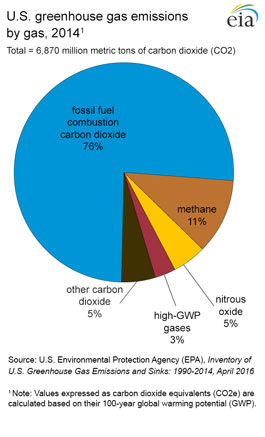 U.S. greenhouse gas emissions
by gas, 2014¹
eia
Total = 6,870 million metric tons of carbon dioxide (CO2)
fossil fuel
combustion
carbon dioxide
76%
methane
11%
nitrous
oxide
5%
high-GWP
gases
3%
other carbon
dioxide
5%
Source: U.S. Environmental Protection Agency (EPA), Inventory of
U.S. Greenhouse Gas Emissions and Sinks: 1990-2014, April 2016
¹Note: Values expressed as carbon dioxide equivalents (CO2e) are
calculated based on their 100-year global warming potential (GWP).